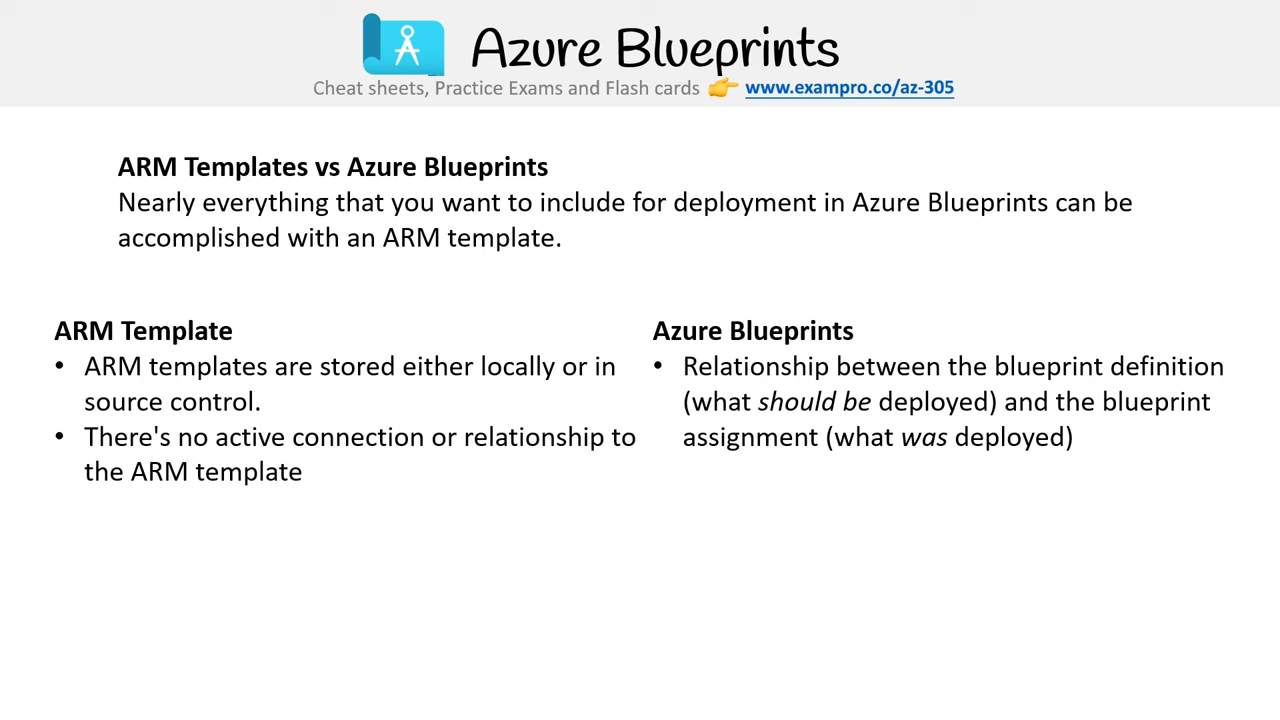 Azure Blueprints
Cheat sheets, Practice Exams and Flash cards 👉 www.exampro.co/az-305
ARM Templates vs Azure Blueprints
Nearly everything that you want to include for deployment in Azure Blueprints can be
accomplished with an ARM template.
ARM Template
• ARM templates are stored either locally or in
source control.
• There's no active connection or relationship to
the ARM template
Azure Blueprints
• Relationship between the blueprint definition
(what should be deployed) and the blueprint
assignment (what was deployed)